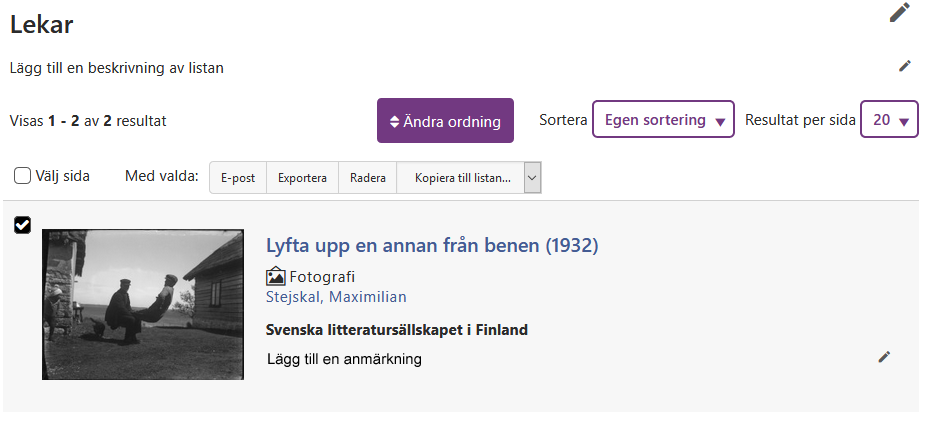 Lekar
Lägg till en beskrivning av listan
Visas 1 - 2 av 2 resultat
Ändra ordning
Sortera Egen sortering
Resultat per sida 20
Välj sida
Med valda: E-post Exportera Radera Kopiera till listan...
Lyfta upp en annan från benen (1932)
Fotografi
Stejskal, Maximilian
Svenska litteratursällskapet i Finland
Lägg till en anmärkning